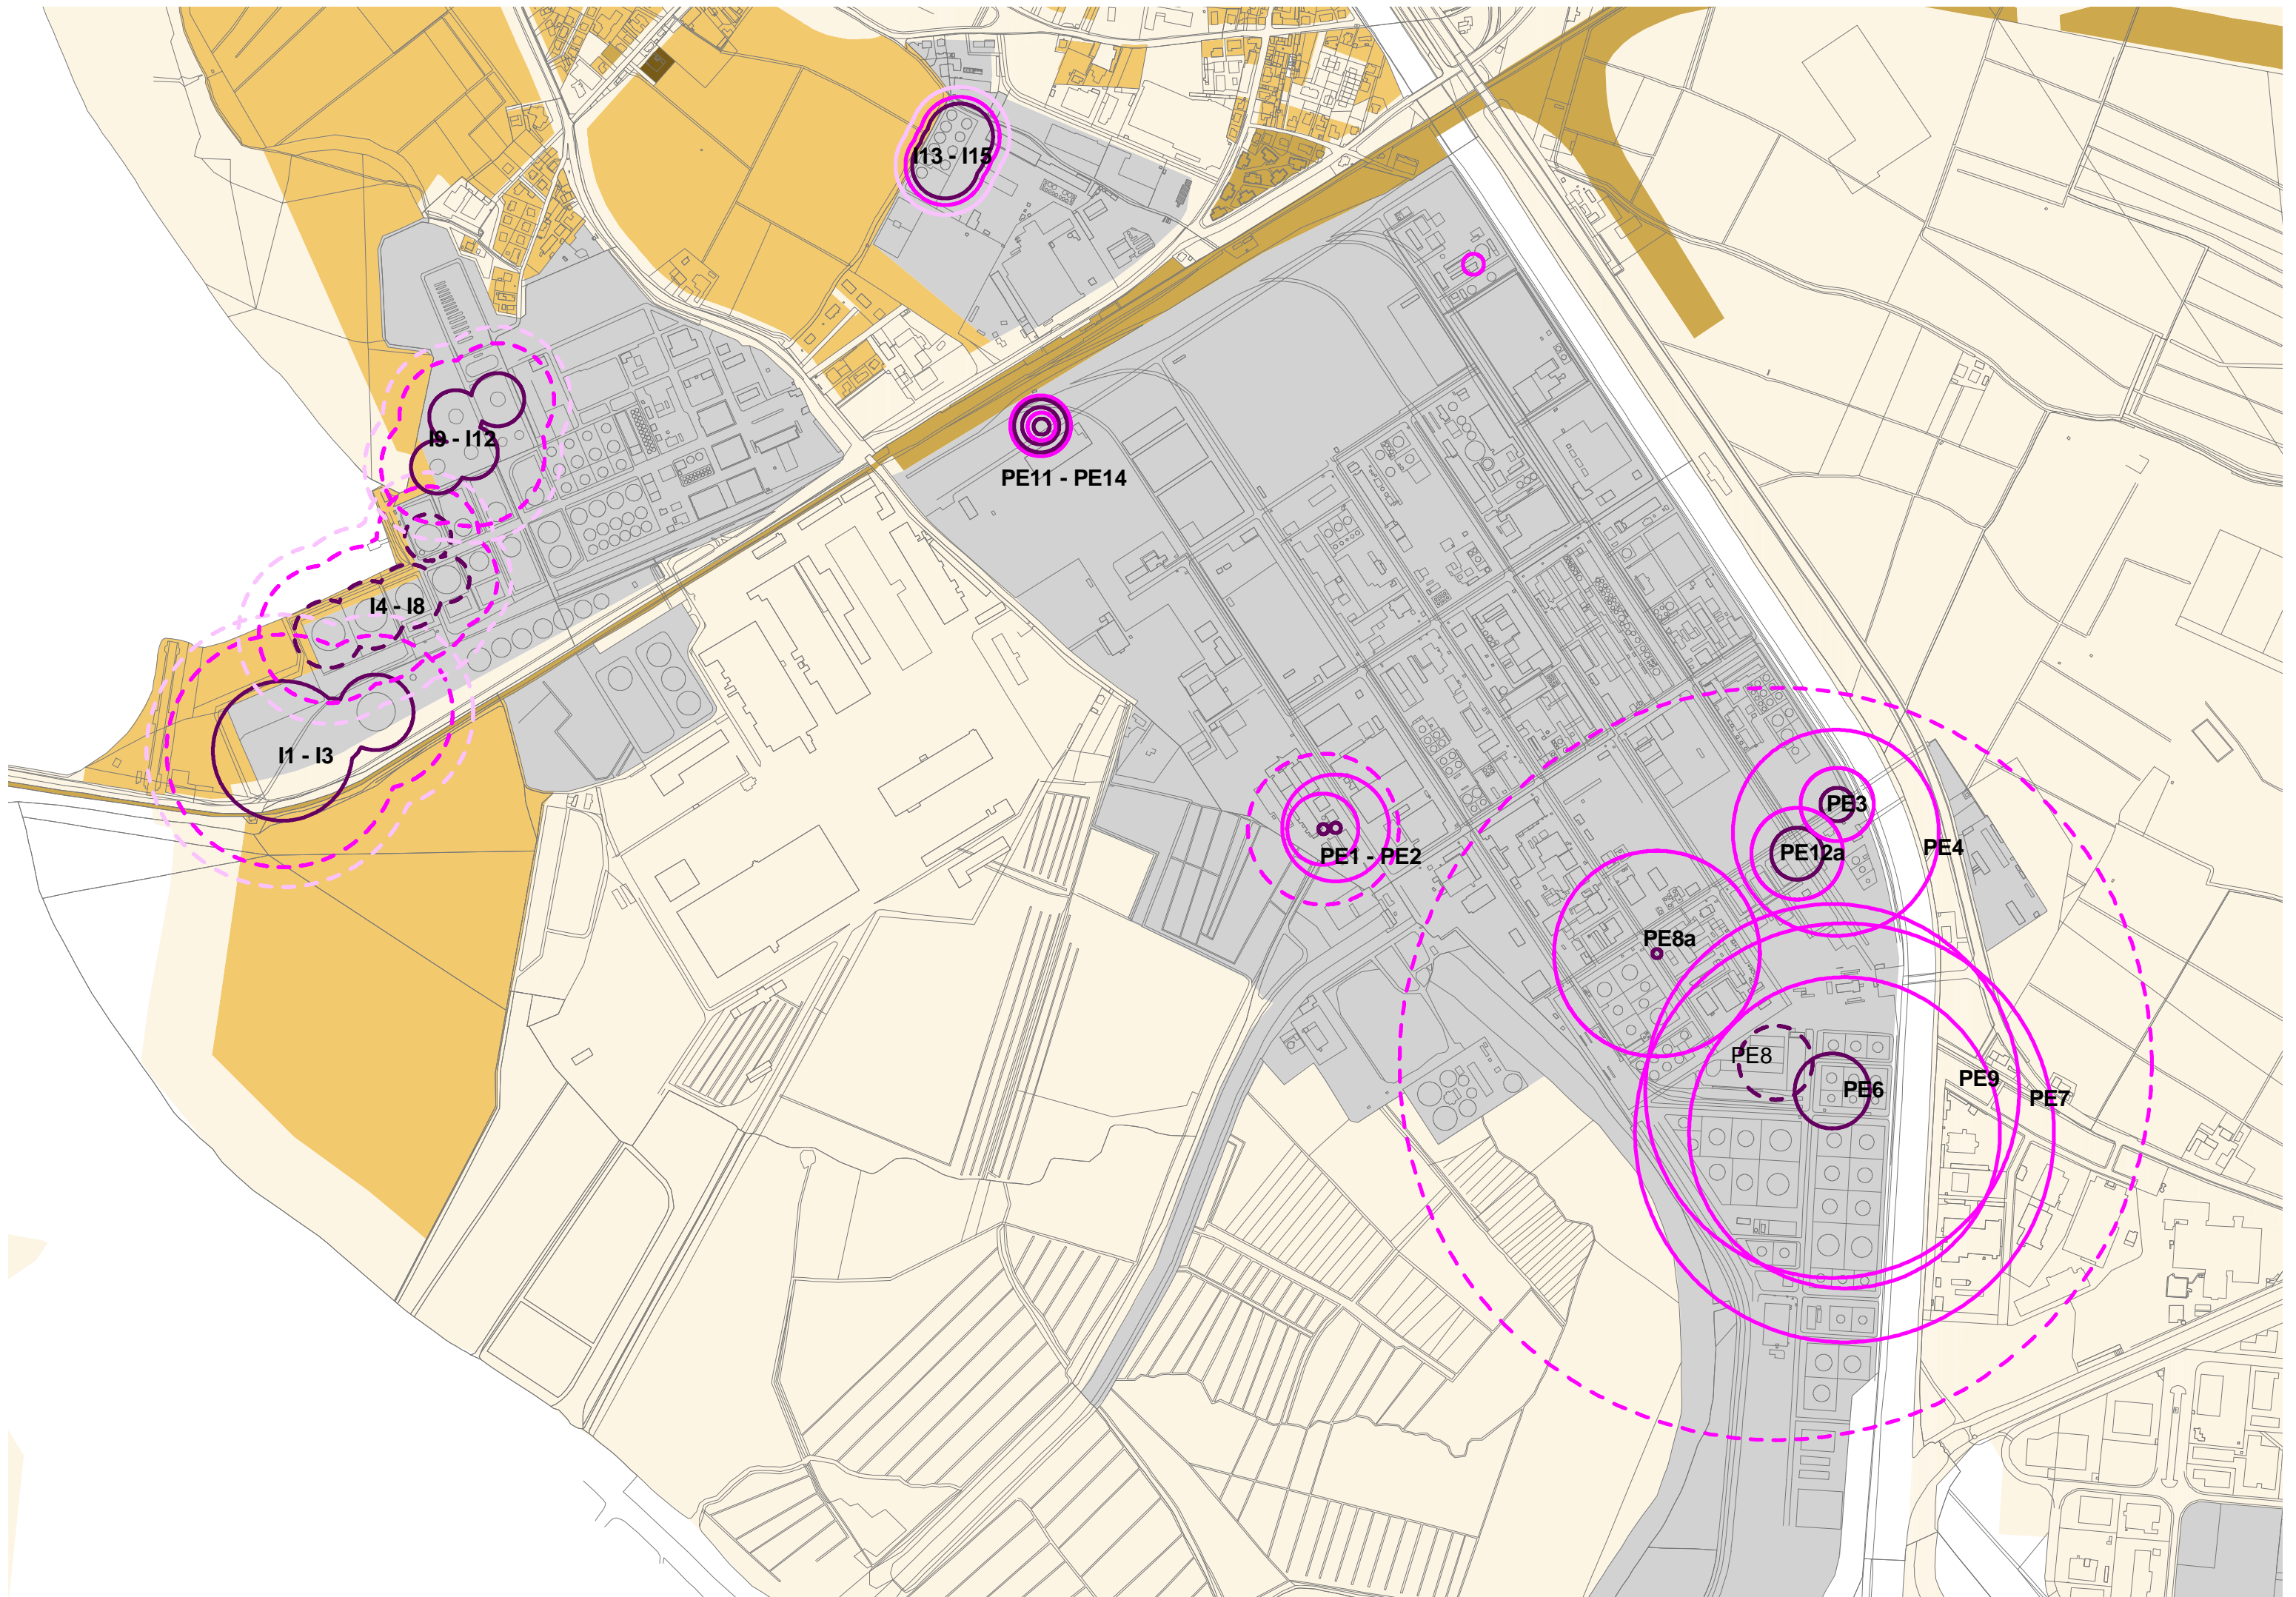 I13 - I15
I9 - I12
PE11 - PE14
I4 - I8
I1 - I3
PE3
PE4
PE12a
PE1 - PE2
PE8a
PE8
PE6
PE9
PE7